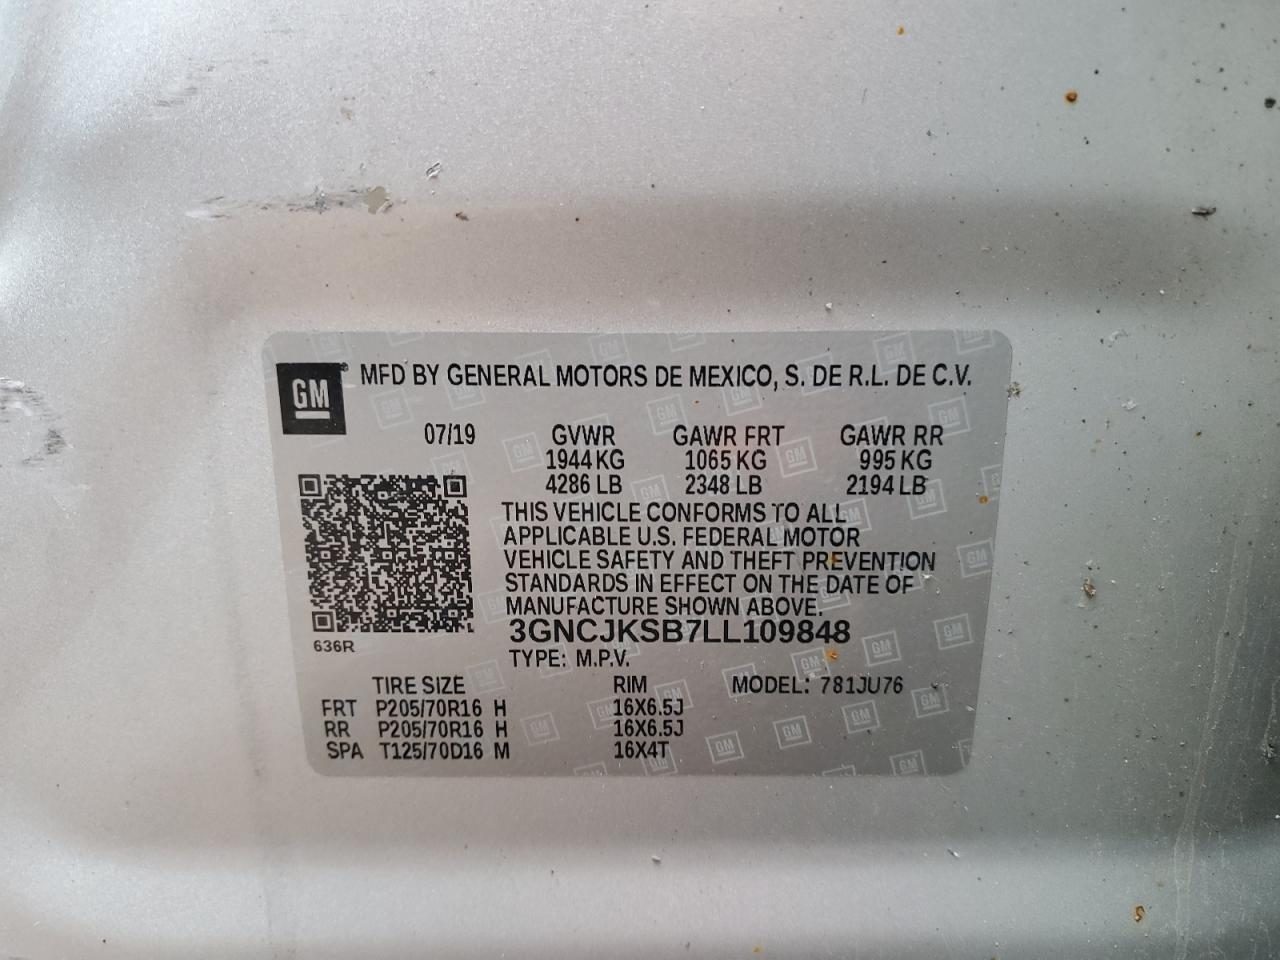 GM® MFD BY GENERAL MOTORS DE MEXICO, S. DE R.L. DE C.V.
07/19 GVWR GAWR FRT GAWR RR
1944 KG 1065 KG 995 KG
4286 LB 2348 LB 2194 LB
THIS VEHICLE CONFORMS TO ALL
APPLICABLE U.S. FEDERAL MOTOR
VEHICLE SAFETY AND THEFT PREVENTION
STANDARDS IN EFFECT ON THE DATE OF
MANUFACTURE SHOWN ABOVE.
3GNCJKSB7LL109848
636R
TYPE: M.P.V.
TIRE SIZE RIM MODEL: 781JU76
FRT P205/70R16 H 16X6.5J
RR P205/70R16 H 16X6.5J
SPA T125/70D16 M 16X4T